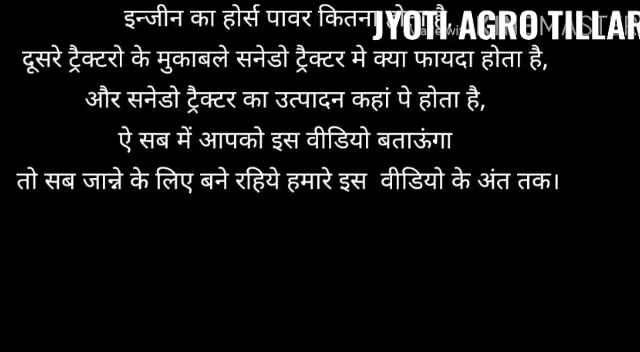 इन्जीन का होर्स पावर कितना होता है,
JYOTI AGRO TILLAR
दूसरे ट्रैक्टरो के मुकाबले सनेडो ट्रैक्टर मे क्या फायदा होता है,
और सनेडो ट्रैक्टर का उत्पादन कहां पे होता है,
ऐ सब में आपको इस वीडियो बताऊंगा
तो सब जान्ने के लिए बने रहिये हमारे इस वीडियो के अंत तक।